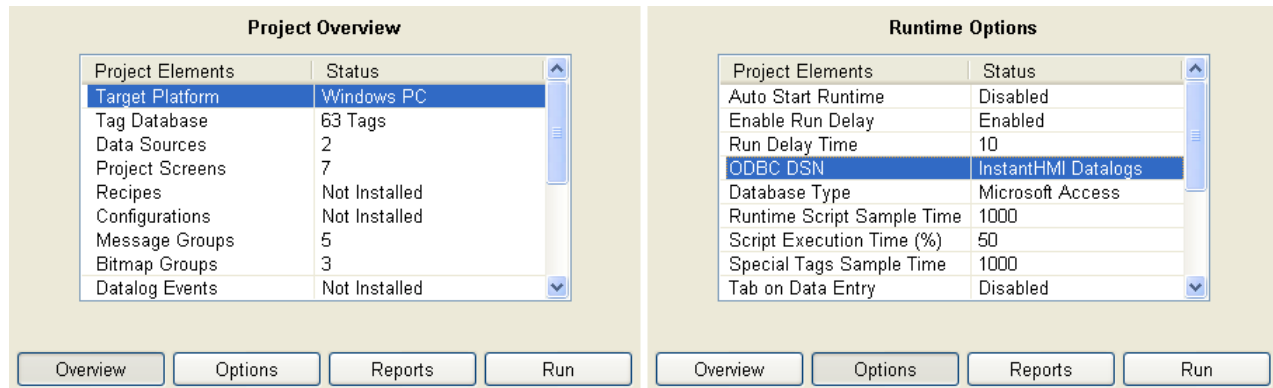 Project Overview
Project Elements Status
Target Platform Windows PC
Tag Database 63 Tags
Data Sources 2
Project Screens 7
Recipes Not Installed
Configurations Not Installed
Message Groups 5
Bitmap Groups 3
Datalog Events Not Installed
Overview Options Reports Run
Runtime Options
Project Elements Status
Auto Start Runtime Disabled
Enable Run Delay Enabled
Run Delay Time 10
ODBC DSN InstantHMI Datalogs
Database Type Microsoft Access
Runtime Script Sample Time 1000
Script Execution Time (%) 50
Special Tags Sample Time 1000
Tab on Data Entry Disabled
Overview Options Reports Run